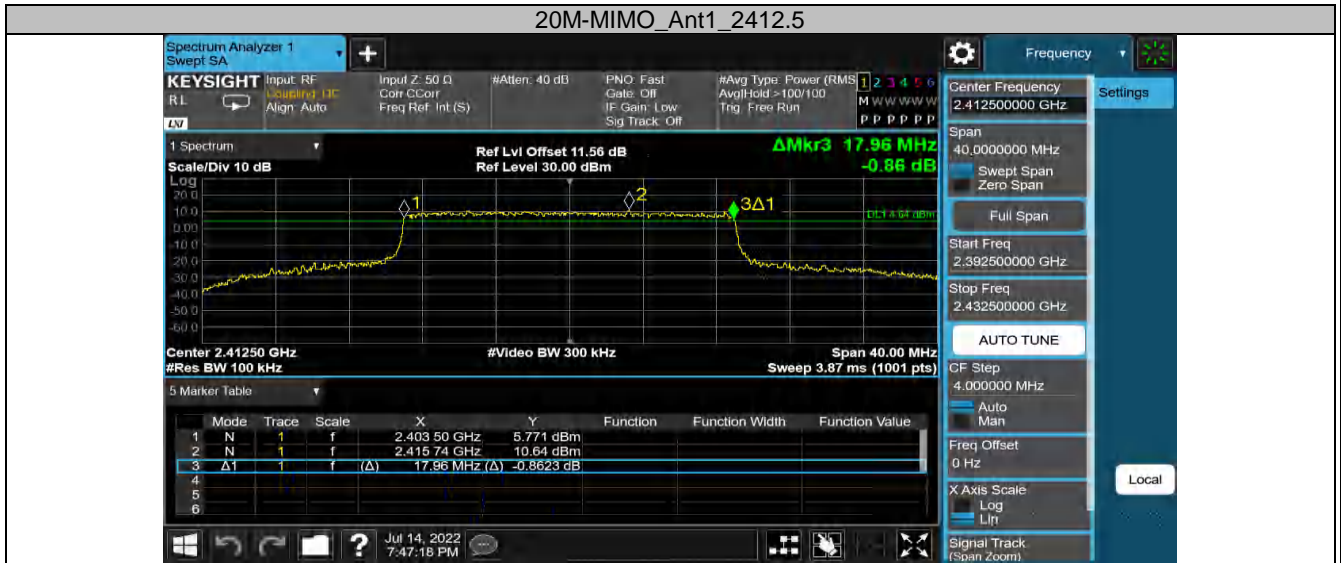 20M-MIMO_Ant1_2412.5
Spectrum Analyzer 1
Swept SA
Frequency
KEYSIGHT
RL
LXI
Input: RF
Coupling: DC
Align: Auto
Input Z: 50 Ω
Corr CCorr
Freq Ref: Int (S)
#Atten: 40 dB
PNO: Fast
Gate: Off
IF Gain: Low
Sig Track: Off
#Avg Type: Power (RMS
Avg|Hold:>100/100
Trig: Free Run
1 2 3 4 5 6
M W W W W W
P P P P P P
1 Spectrum
Scale/Div 10 dB
Ref Lvl Offset 11.56 dB
Ref Level 30.00 dBm
ΔMkr3 17.96 MHz
-0.86 dB
Log
20.0
10.0
0.00
-10.0
-20.0
-30.0
-40.0
-50.0
-60.0
1
2
3Δ1
DL1 4.64 dBm
Center 2.41250 GHz
#Res BW 100 kHz
#Video BW 300 kHz
Span 40.00 MHz
Sweep 3.87 ms (1001 pts)
5 Marker Table
Mode Trace Scale X Y Function Function Width Function Value
1 N 1 f 2.403 50 GHz 5.771 dBm
2 N 1 f 2.415 74 GHz 10.64 dBm
3 Δ1 1 f (Δ) 17.96 MHz (Δ) -0.8623 dB
4
5
6
Jul 14, 2022
7:47:18 PM
Center Frequency
2.412500000 GHz
Settings
Span
40.0000000 MHz
Swept Span
Zero Span
Full Span
Start Freq
2.392500000 GHz
Stop Freq
2.432500000 GHz
AUTO TUNE
CF Step
4.000000 MHz
Auto
Man
Freq Offset
0 Hz
X Axis Scale
Log
Lin
Local
Signal Track
(Span Zoom)